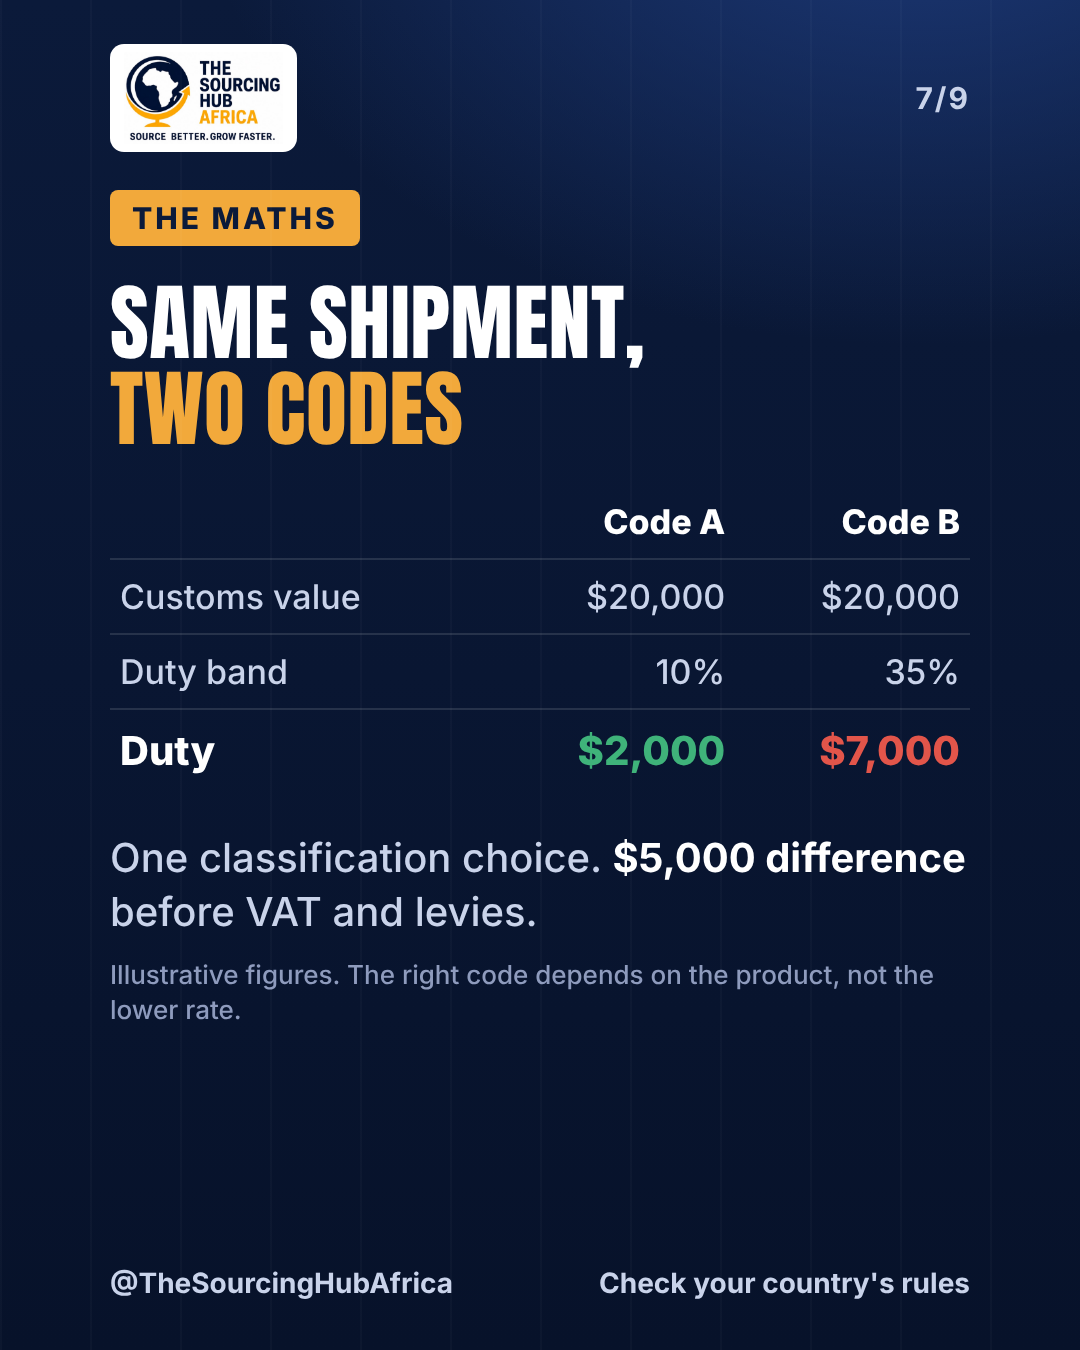 THE
SOURCING
HUB
AFRICA
SOURCE BETTER. GROW FASTER.
7/9
THE MATHS
SAME SHIPMENT,
TWO CODES
Code A Code B
Customs value $20,000 $20,000
Duty band 10% 35%
Duty $2,000 $7,000
One classification choice. $5,000 difference
before VAT and levies.
Illustrative figures. The right code depends on the product, not the
lower rate.
@TheSourcingHubAfrica Check your country's rules